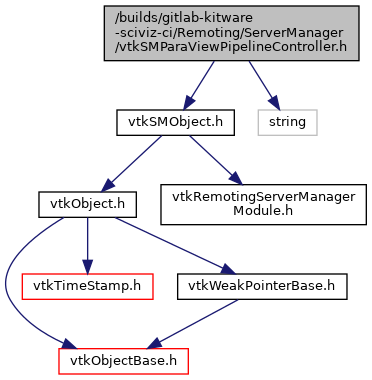 /builds/gitlab-kitware
-sciviz-ci/Remoting/ServerManager
/vtkSMParaViewPipelineController.h
vtkSMObject.h
string
vtkObject.h
vtkRemotingServerManager
Module.h
vtkTimeStamp.h
vtkWeakPointerBase.h
vtkObjectBase.h